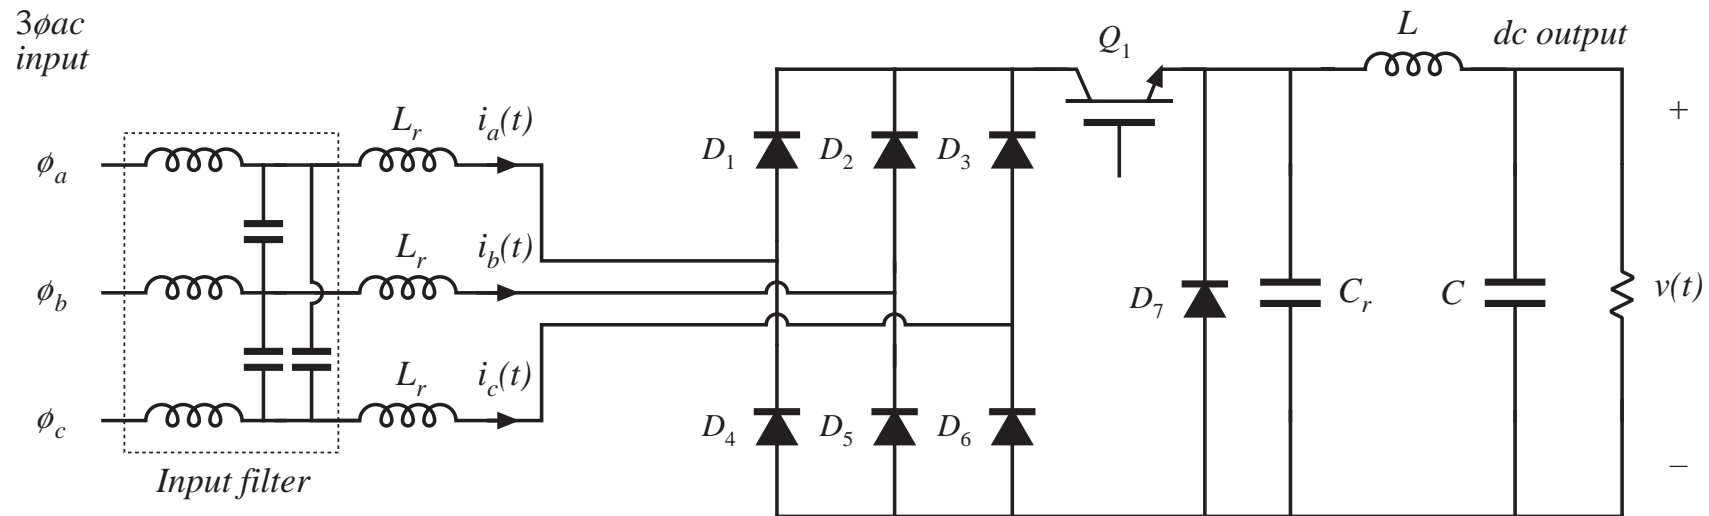 3ϕac
input
ϕa
ϕb
ϕc
Input filter
Lr
ia(t)
Lr
ib(t)
Lr
ic(t)
D1
D2
D3
D4
D5
D6
Q1
D7
Cr
L
dc output
C
+
v(t)
–